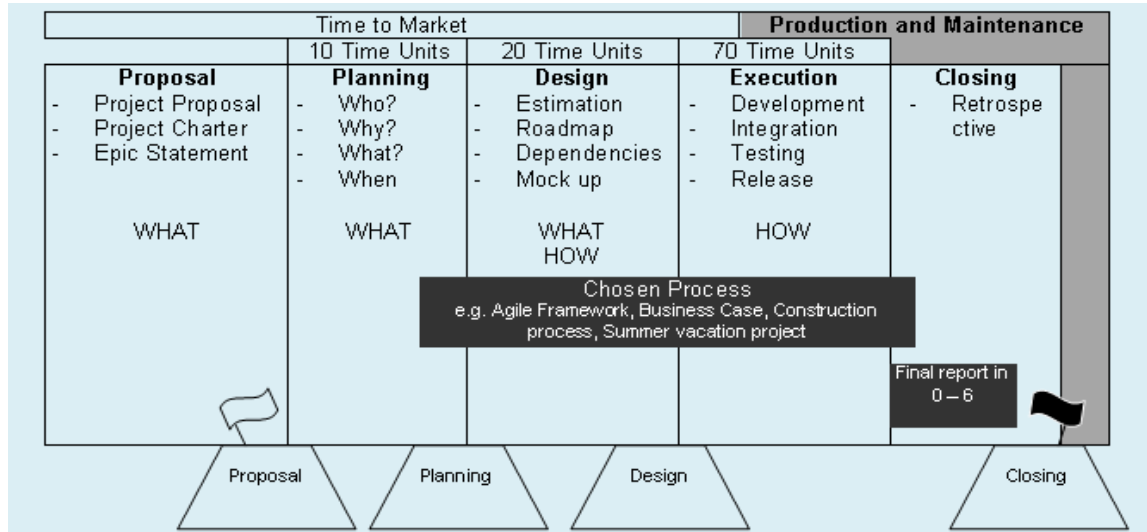 Time to Market
Production and Maintenance
10 Time Units
20 Time Units
70 Time Units
Proposal
- Project Proposal
- Project Charter
- Epic Statement
WHAT
Planning
- Who?
- Why?
- What?
- When
WHAT
Design
- Estimation
- Roadmap
- Dependencies
- Mock up
WHAT
HOW
Execution
- Development
- Integration
- Testing
- Release
HOW
Closing
- Retrospe
ctive
Chosen Process
e.g. Agile Framework, Business Case, Construction
process, Summer vacation project
Final report in
0 – 6
Proposal
Planning
Design
Closing